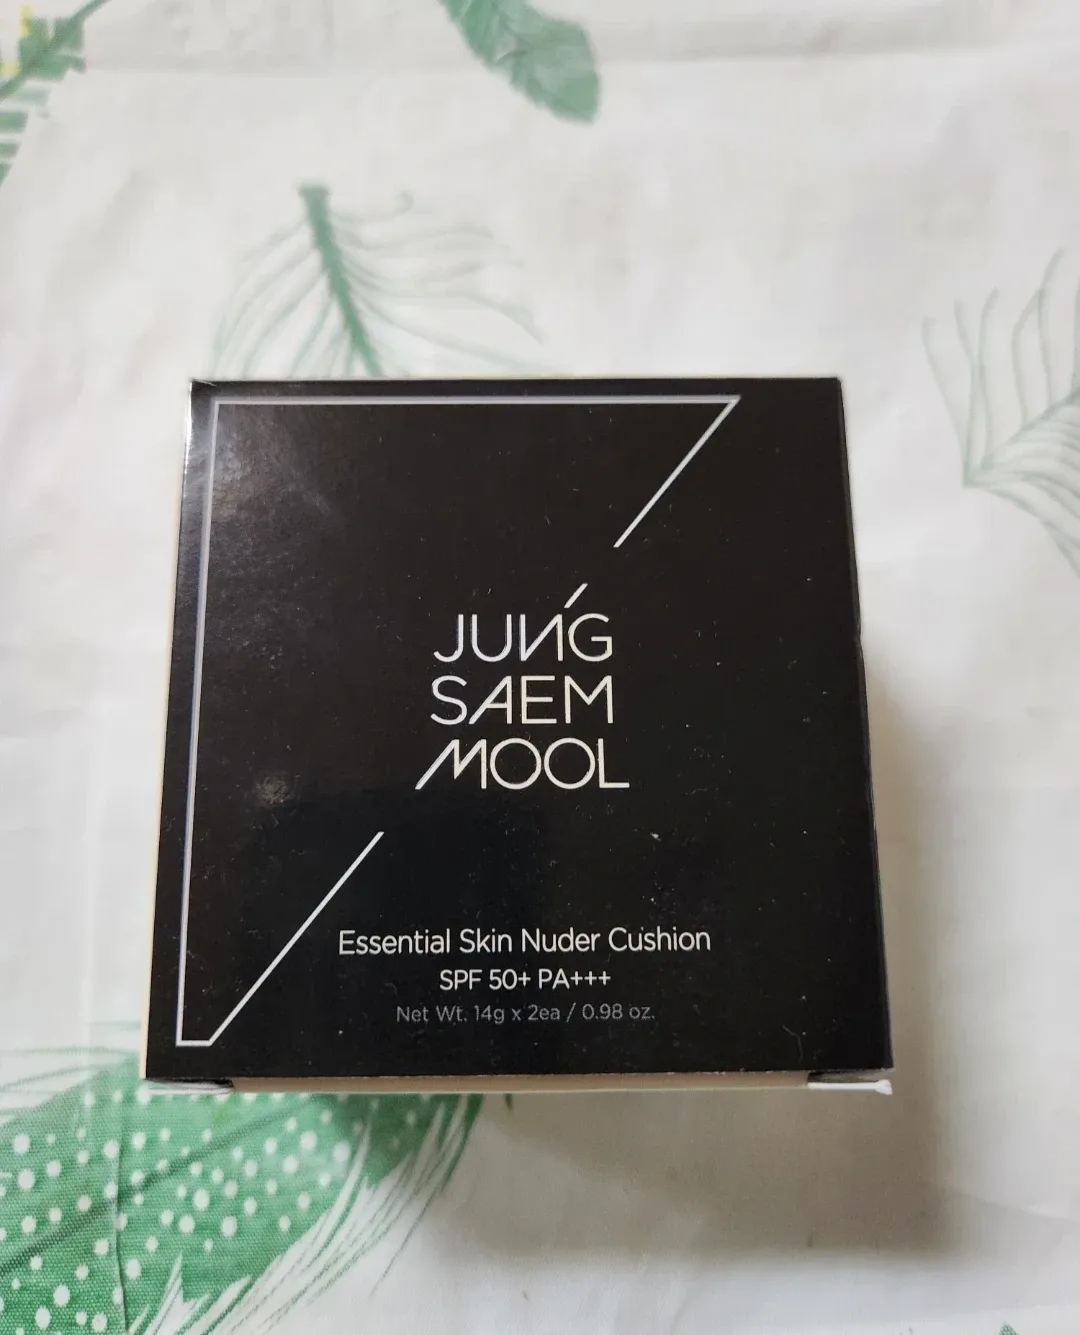 JUNG
SAEM
MOOL
Essential Skin Nuder Cushion
SPF 50+ PA+++
Net Wt. 14g x 2ea / 0.98 oz.